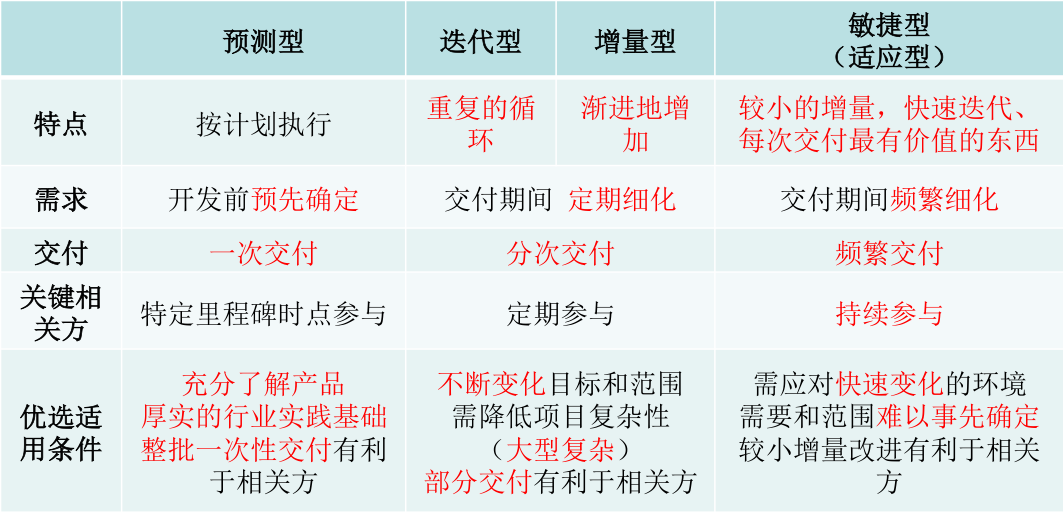 预测型
迭代型
增量型
敏捷型
（适应型）
特点
按计划执行
重复的循
环
渐进地增
加
较小的增量，快速迭代、
每次交付最有价值的东西
需求
开发前预先确定
交付期间 定期细化
交付期间频繁细化
交付
一次交付
分次交付
频繁交付
关键相
关方
特定里程碑时点参与
定期参与
持续参与
优选适
用条件
充分了解产品
厚实的行业实践基础
整批一次性交付有利
于相关方
不断变化目标和范围
需降低项目复杂性
（大型复杂）
部分交付有利于相关方
需应对快速变化的环境
需要和范围难以事先确定
较小增量改进有利于相关
方